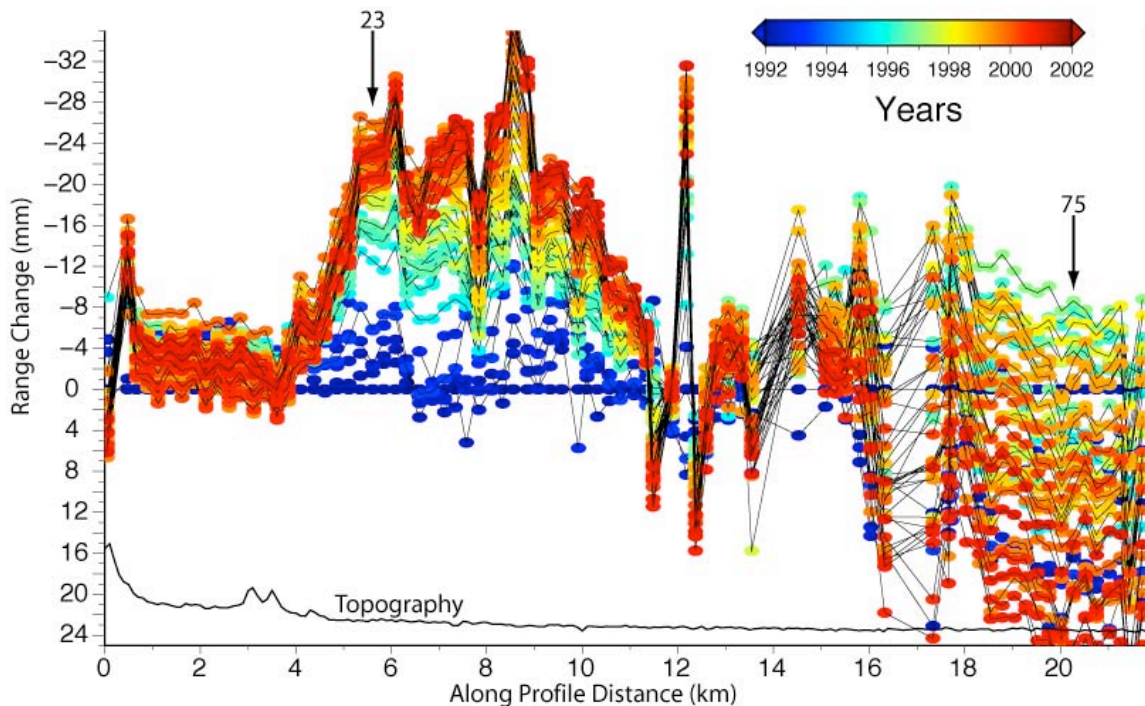 23
1992 1994 1996 1998 2000 2002
Years
75
Range Change (mm)
−32
−28
−24
−20
−16
−12
−8
−4
0
4
8
12
16
20
24
Topography
0 2 4 6 8 10 12 14 16 18 20
Along Profile Distance (km)